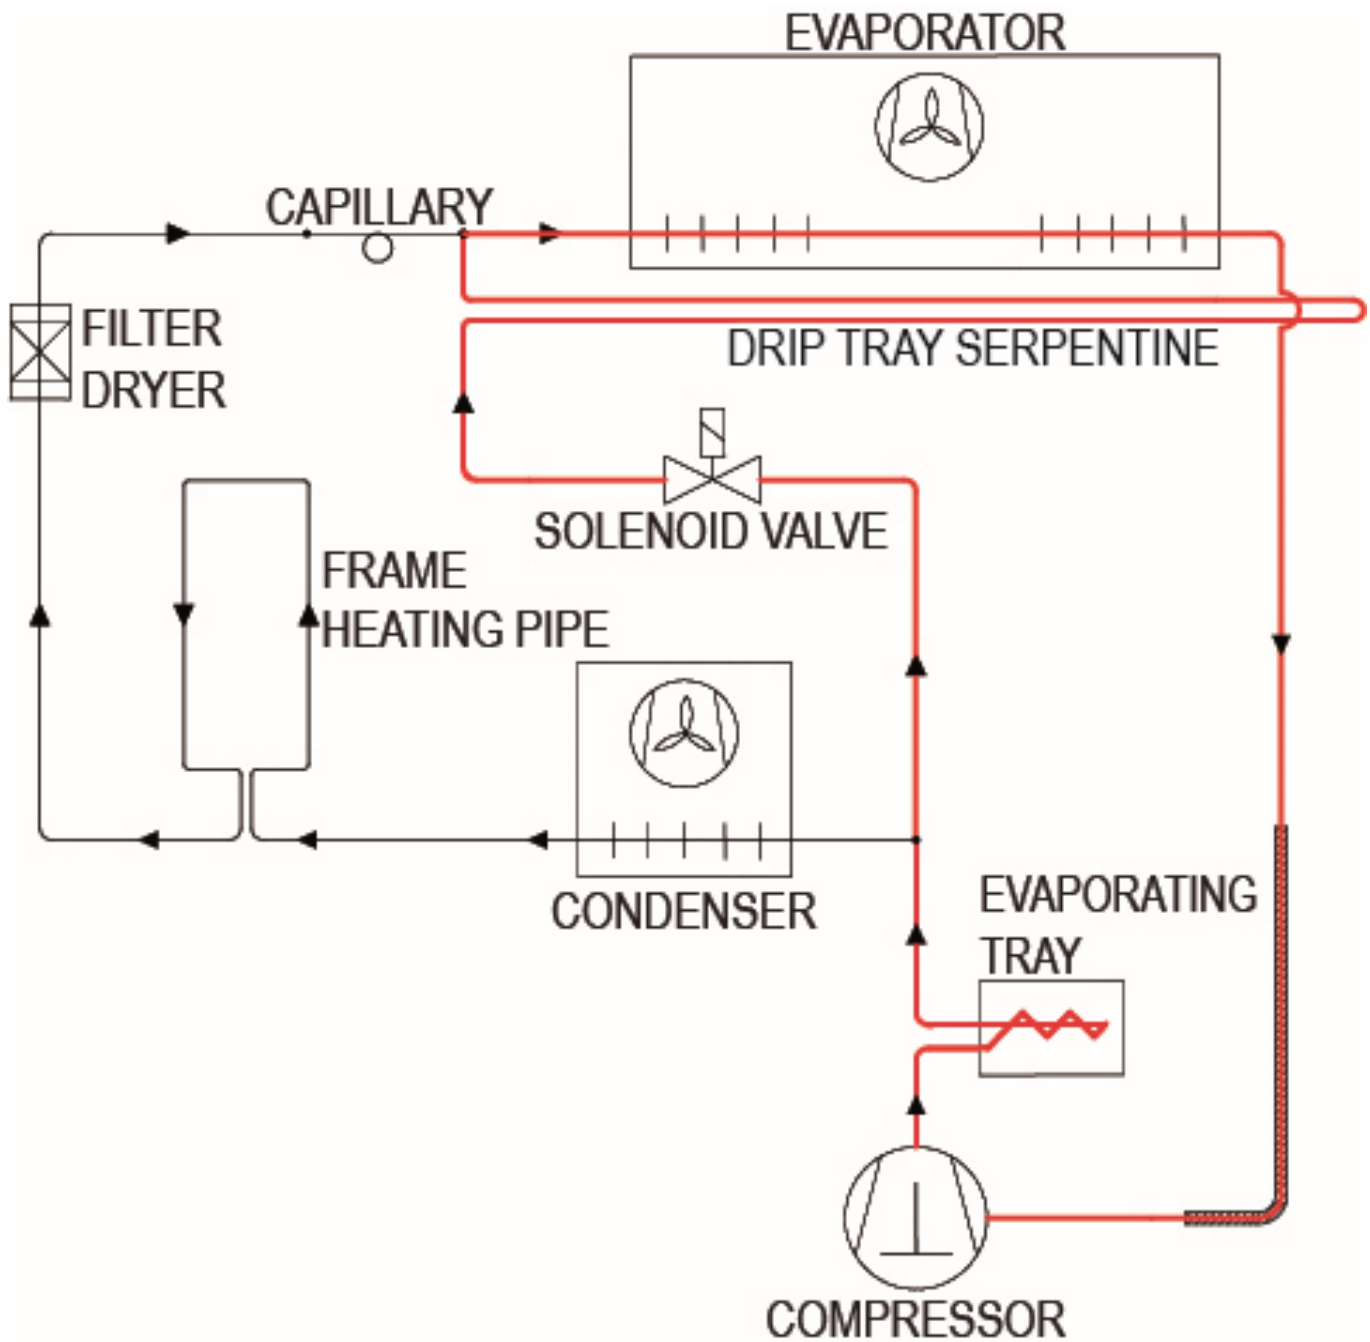 EVAPORATOR
CAPILLARY
FILTER
DRYER
DRIP TRAY SERPENTINE
SOLENOID VALVE
FRAME
HEATING PIPE
CONDENSER
EVAPORATING
TRAY
COMPRESSOR